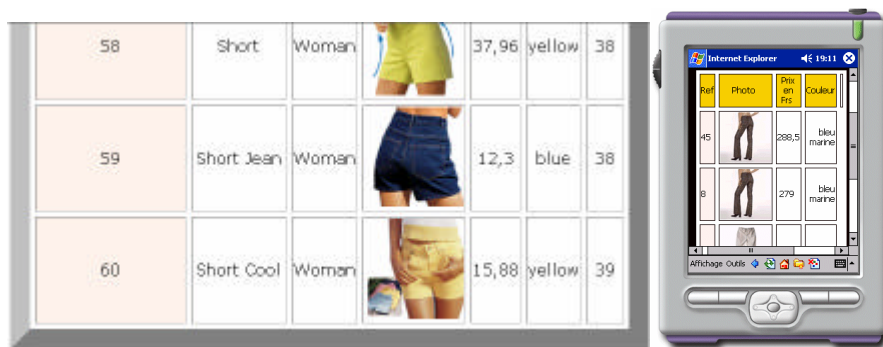 58 Short Woman 37,96 yellow 38
59 Short Jean Woman 12,3 blue 38
60 Short Cool Woman 15,88 yellow 39
Internet Explorer 19:11
Ref Photo Prix en Frs Couleur
45 288,5 bleu marine
8 279 bleu marine
Affichage Outils